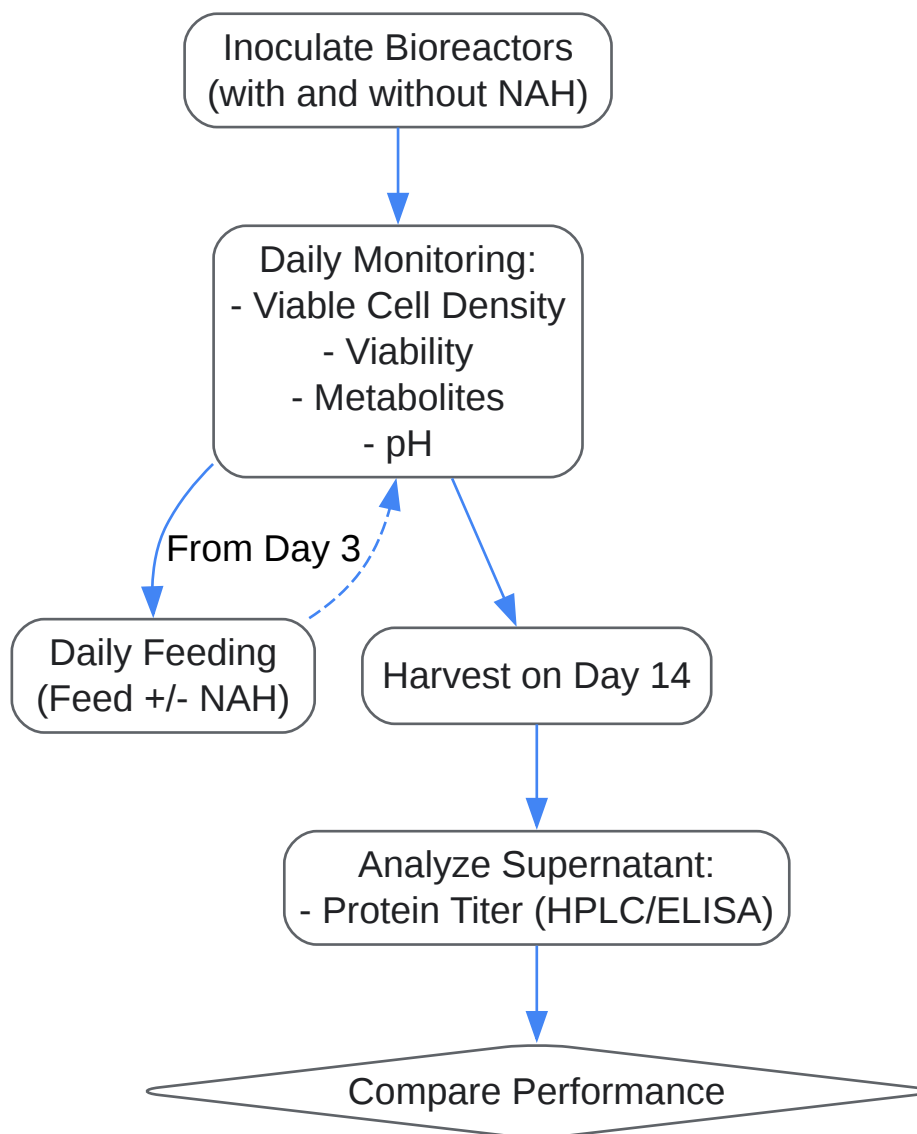 Inoculate Bioreactors
(with and without NAH)
Daily Monitoring:
- Viable Cell Density
- Viability
- Metabolites
- pH
From Day 3
Daily Feeding
(Feed +/- NAH)
Harvest on Day 14
Analyze Supernatant:
- Protein Titer (HPLC/ELISA)
Compare Performance